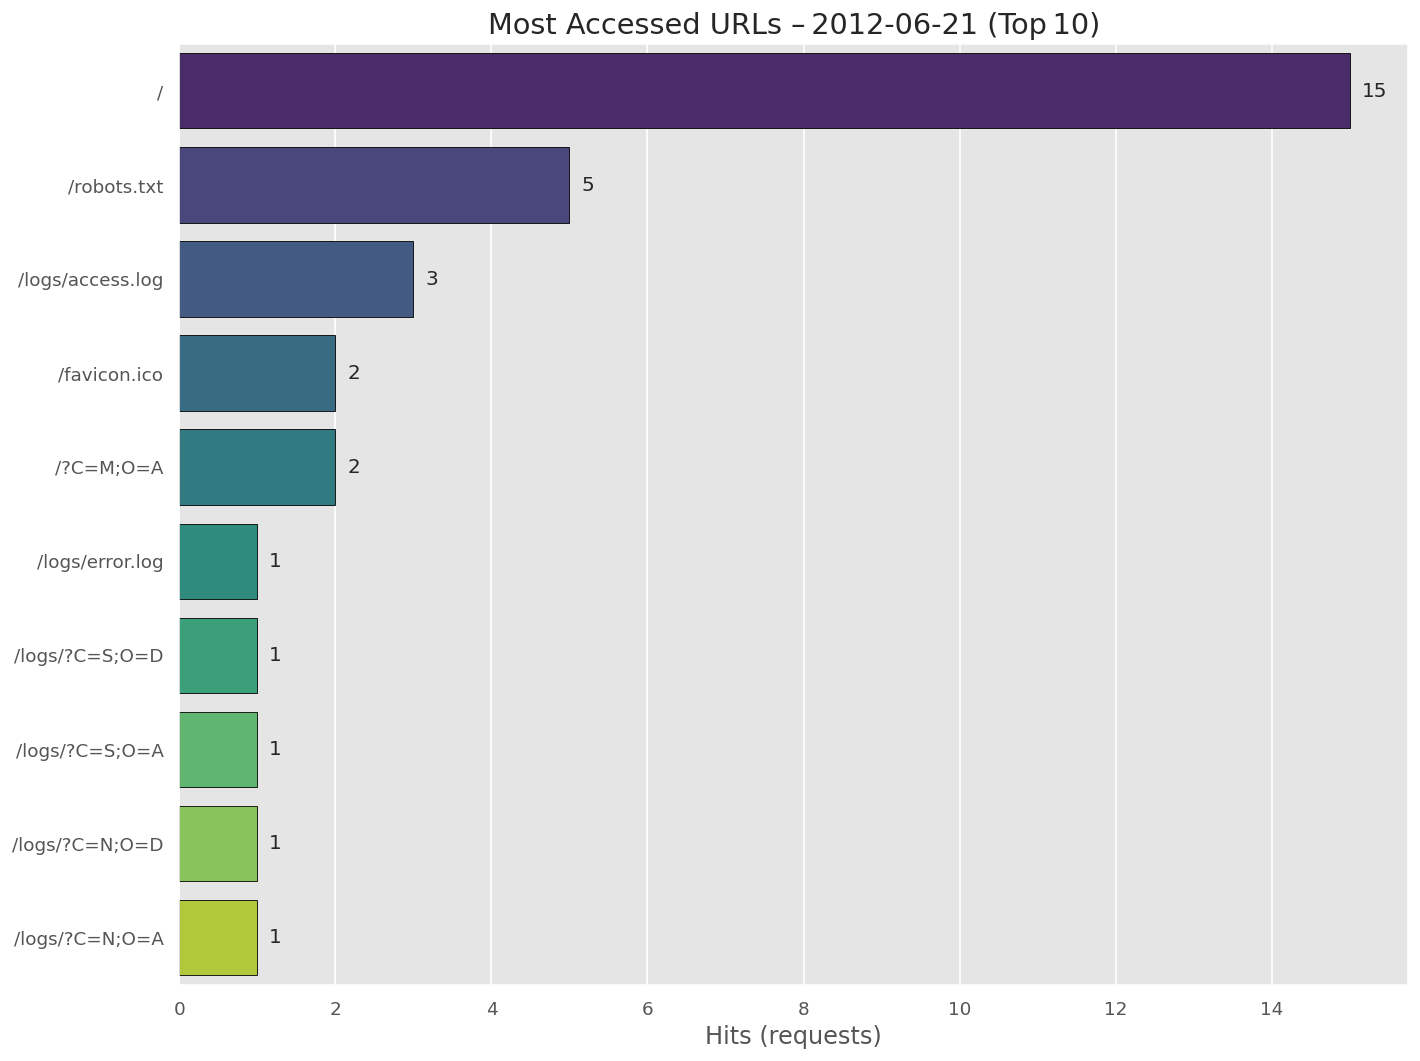 Most Accessed URLs – 2012-06-21 (Top 10)
/
15
/robots.txt
5
/logs/access.log
3
/favicon.ico
2
/?C=M;O=A
2
/logs/error.log
1
/logs/?C=S;O=D
1
/logs/?C=S;O=A
1
/logs/?C=N;O=D
1
/logs/?C=N;O=A
1
0 2 4 6 8 10 12 14
Hits (requests)